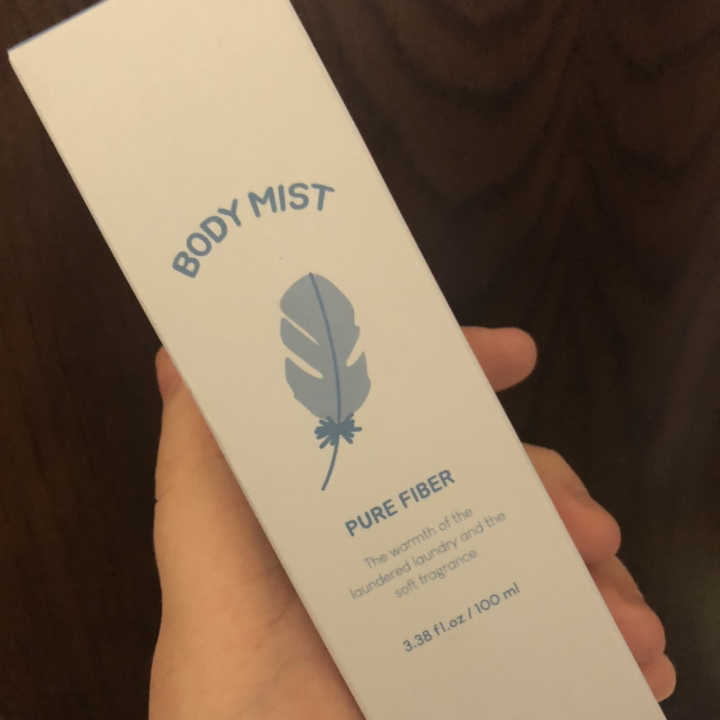 BODY MIST
PURE FIBER
The warmth of the
laundered laundry and the
soft fragrance
3.38 fl.oz / 100 ml